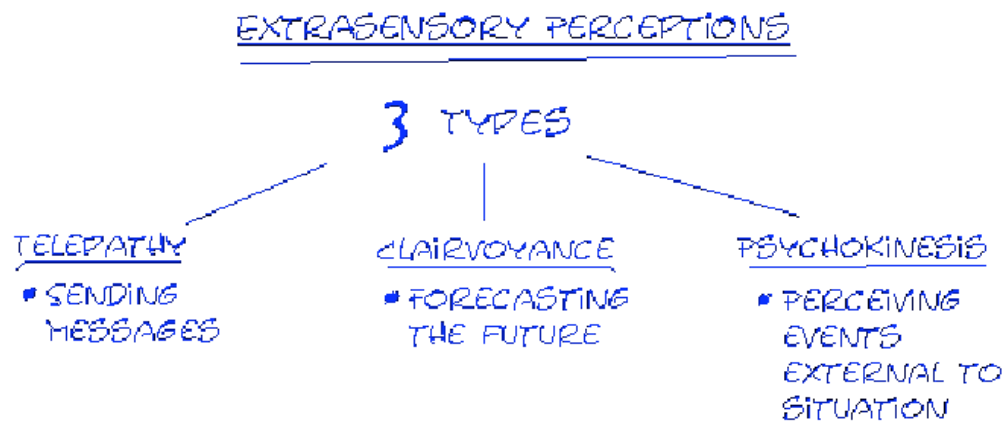 EXTRASENSORY PERCEPTIONS
3 TYPES
TELEPATHY
• SENDING
MESSAGES
CLAIRVOYANCE
• FORECASTING
THE FUTURE
PSYCHOKINESIS
• PERCEIVING
EVENTS
EXTERNAL TO
SITUATION